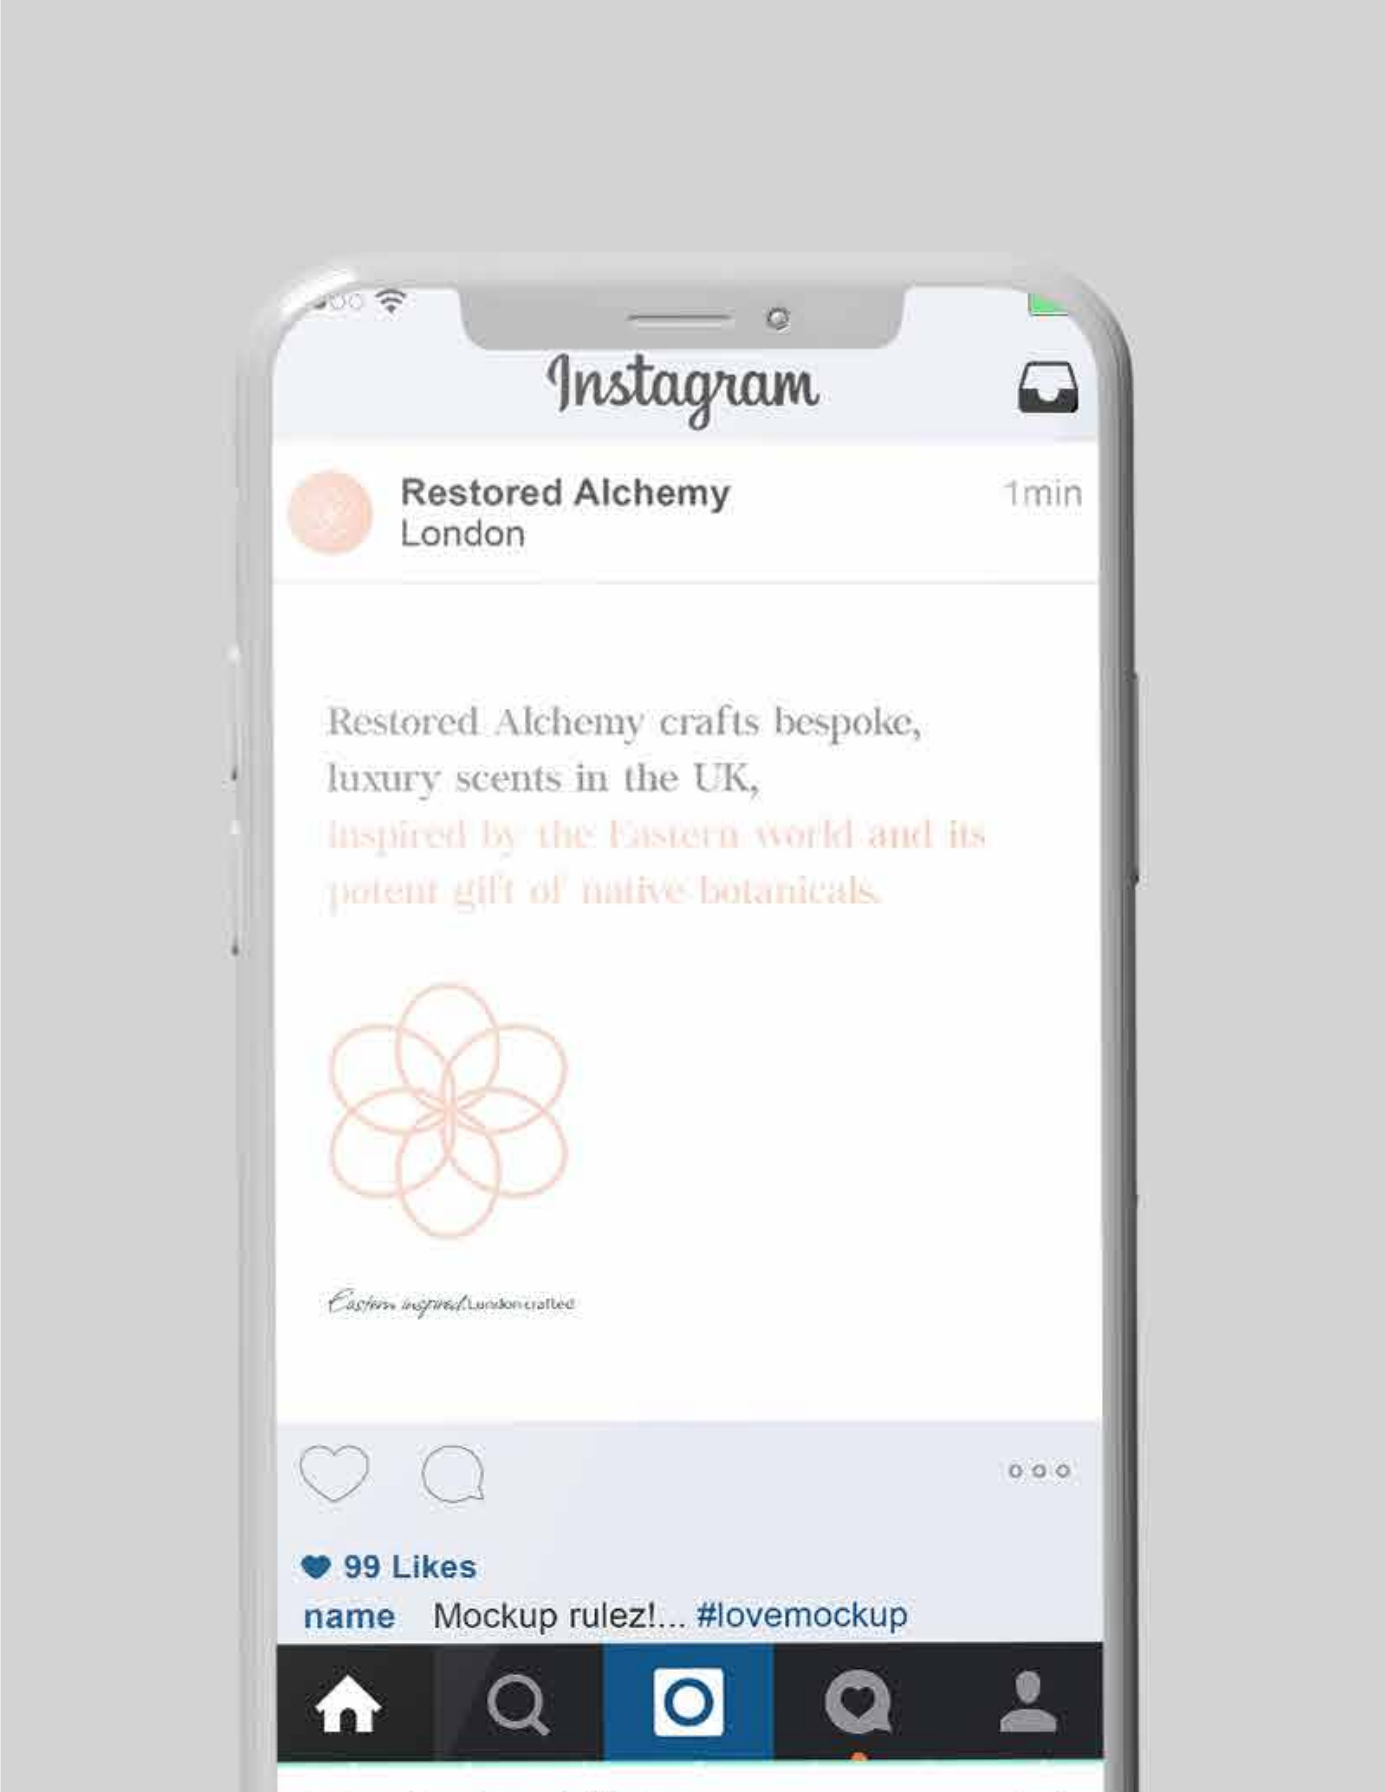 Instagram
Restored Alchemy
1min
London
Restored Alchemy crafts bespoke,
luxury scents in the UK,
inspired by the Eastern world and its
potent gift of native botanicals.
Eastern inspired. London crafted
99 Likes
name Mockup rulez!... #lovemockup